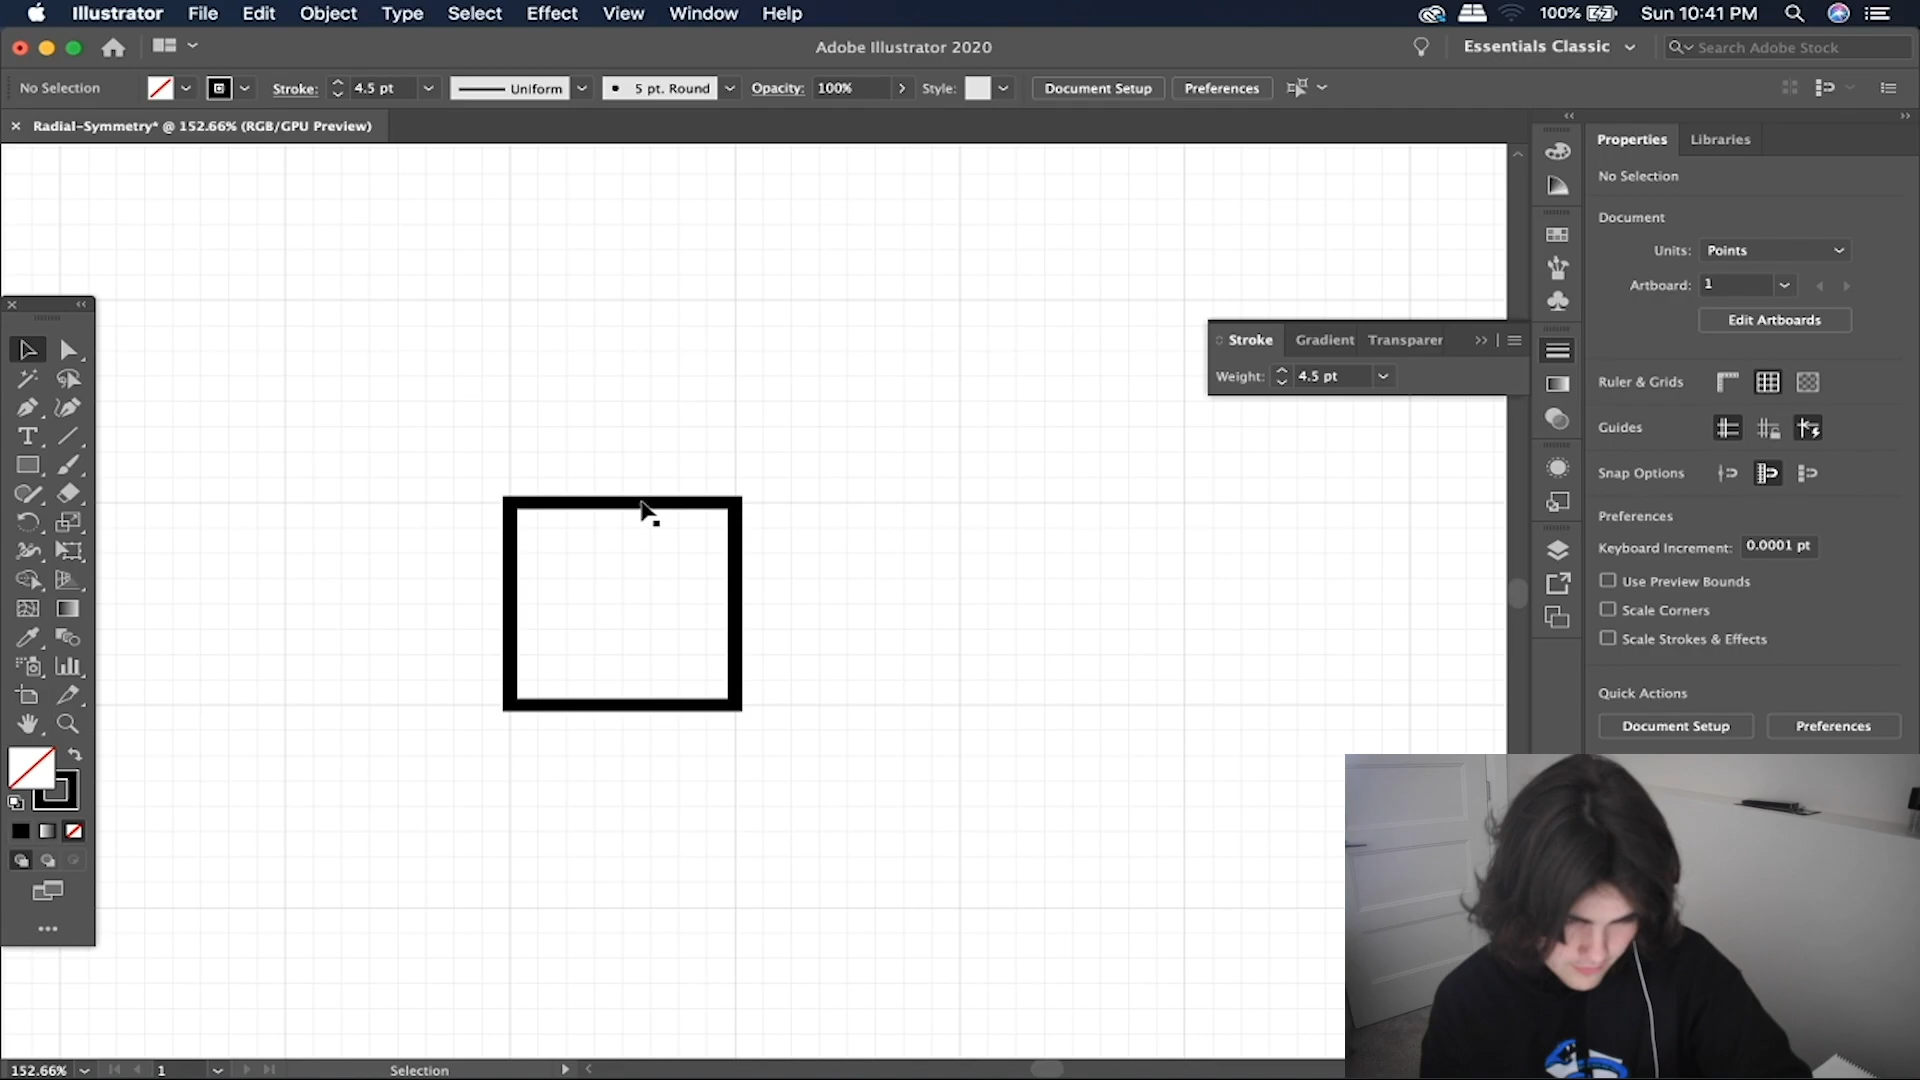 Illustrator File Edit Object Type Select Effect View Window Help 100% Sun 10:41 PM
Adobe Illustrator 2020 Essentials Classic Search Adobe Stock
No Selection Stroke: 4.5 pt Uniform 5 pt. Round Opacity: 100% Style: Document Setup Preferences
Radial-Symmetry* @ 152.66% (RGB/GPU Preview)
Properties Libraries
No Selection
Document
Units: Points
Artboard: 1
Edit Artboards
Stroke Gradient Transparer
Weight: 4.5 pt
Ruler & Grids
Guides
Snap Options
Preferences
Keyboard Increment: 0.0001 pt
Use Preview Bounds
Scale Corners
Scale Strokes & Effects
Quick Actions
Document Setup Preferences
152.66% 1 Selection